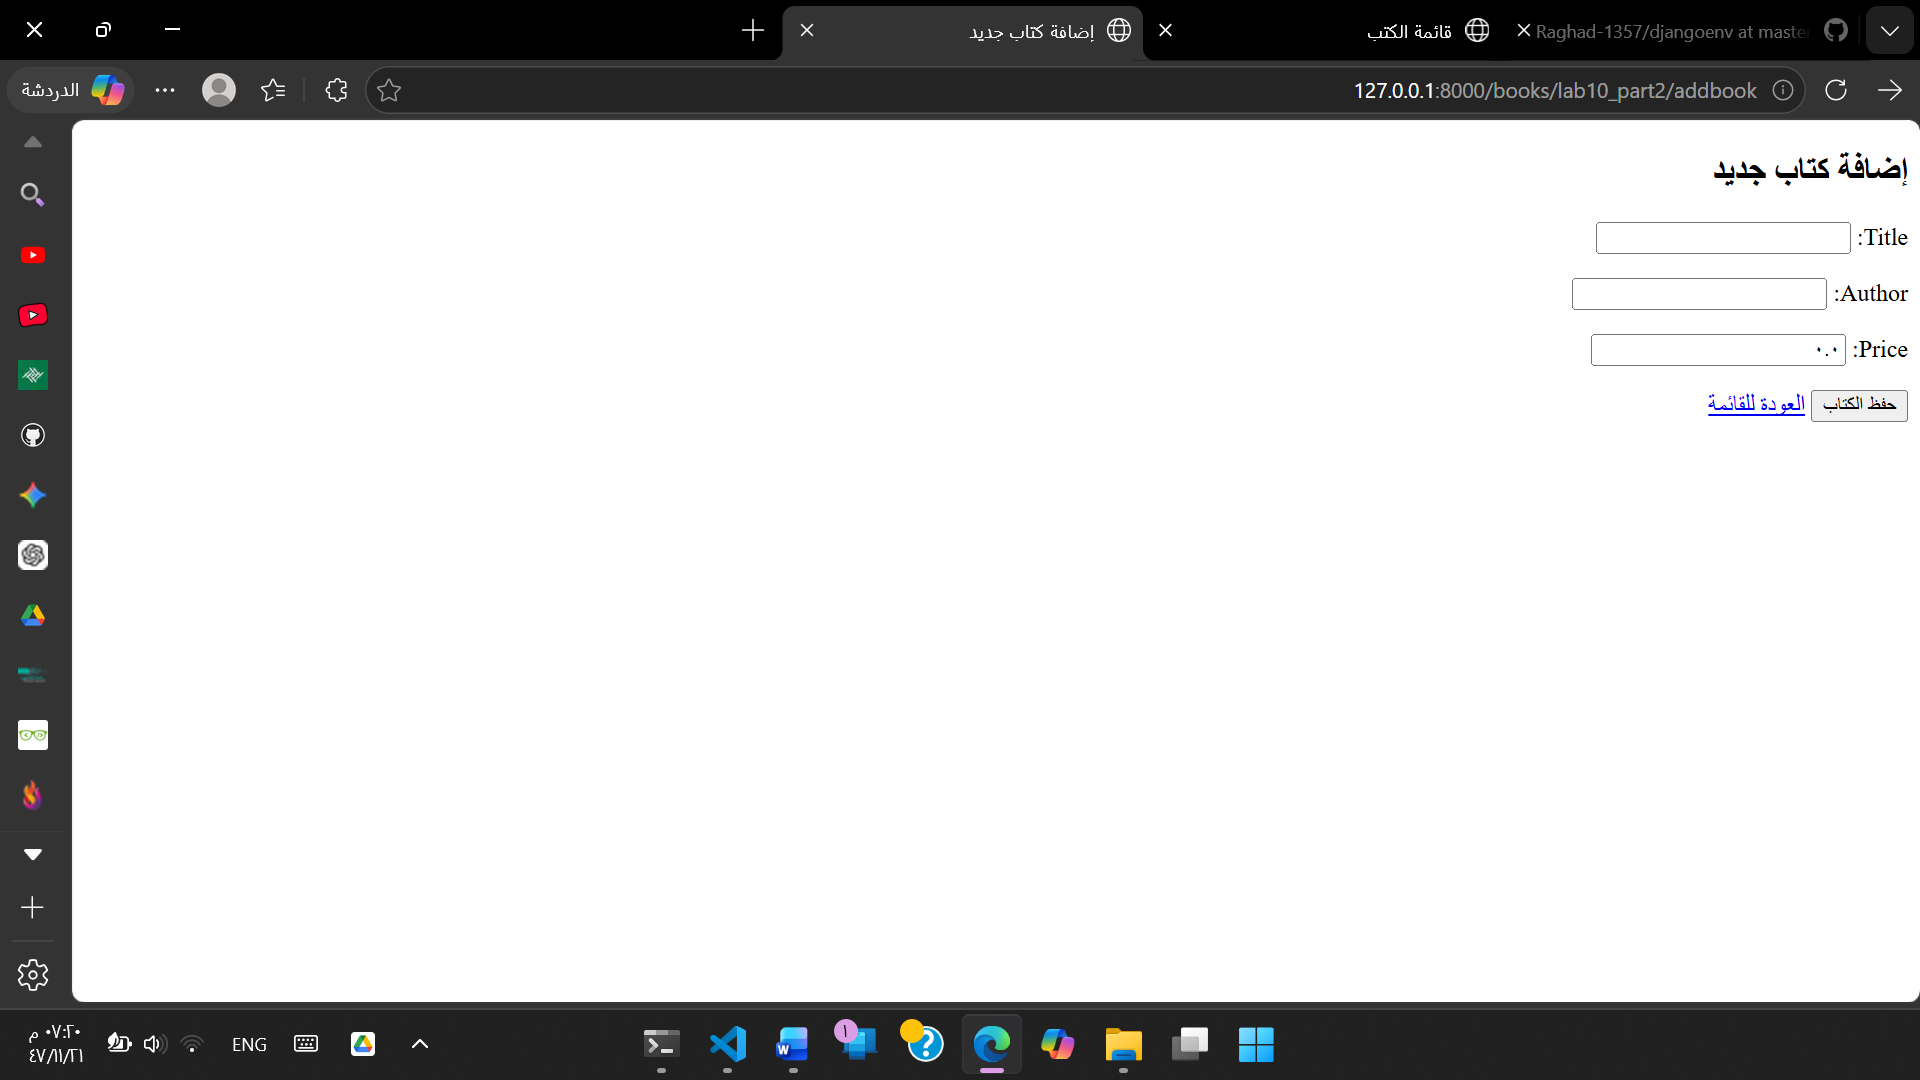 Raghad-1357/djangoenv at master
قائمة الكتب
إضافة كتاب جديد
127.0.0.1:8000/books/lab10_part2/addbook
الدردشة
إضافة كتاب جديد
Title:
Author:
Price: ٠.٠
حفظ الكتاب العودة للقائمة
١
ENG
٠٧:٢٠ م
٤٧/١١/٢١